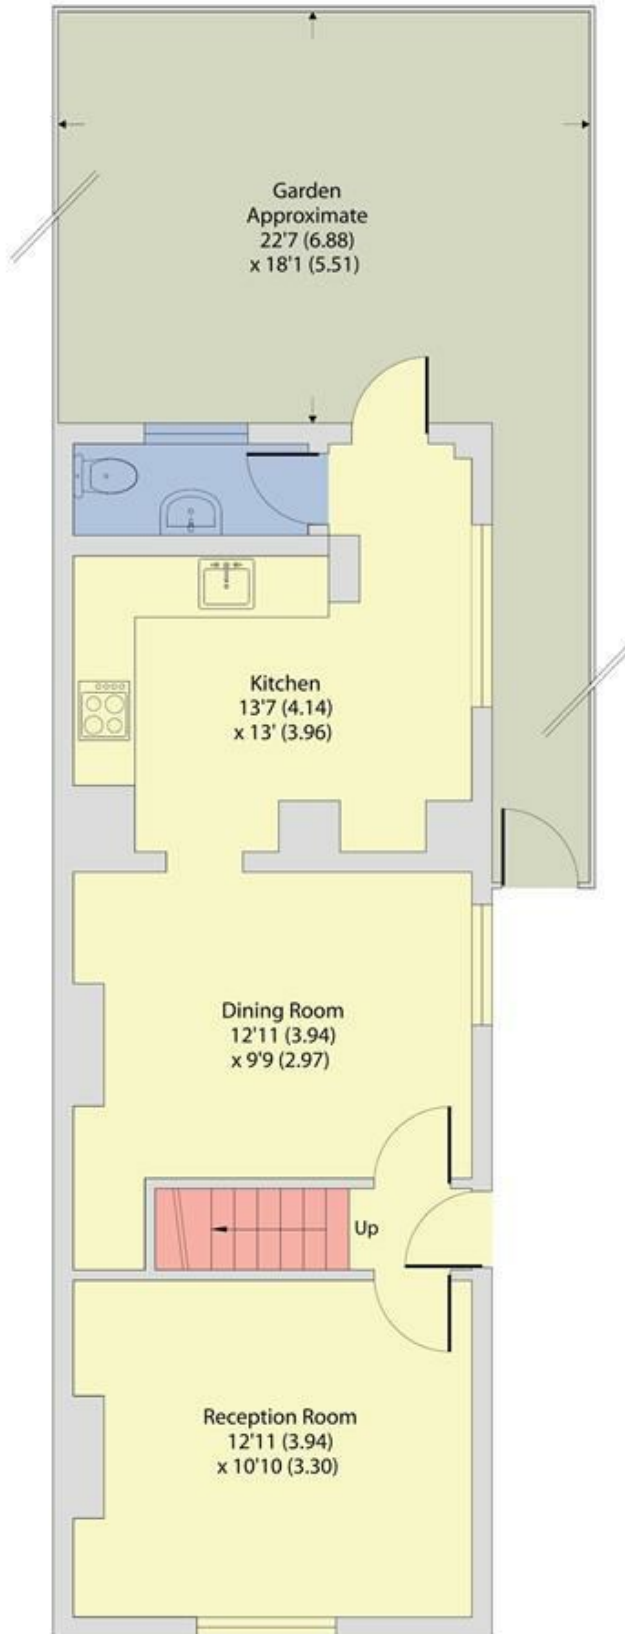 Garden
Approximate
22'7 (6.88)
x 18'1 (5.51)
Kitchen
13'7 (4.14)
x 13' (3.96)
Dining Room
12'11 (3.94)
x 9'9 (2.97)
Up
Reception Room
12'11 (3.94)
x 10'10 (3.30)